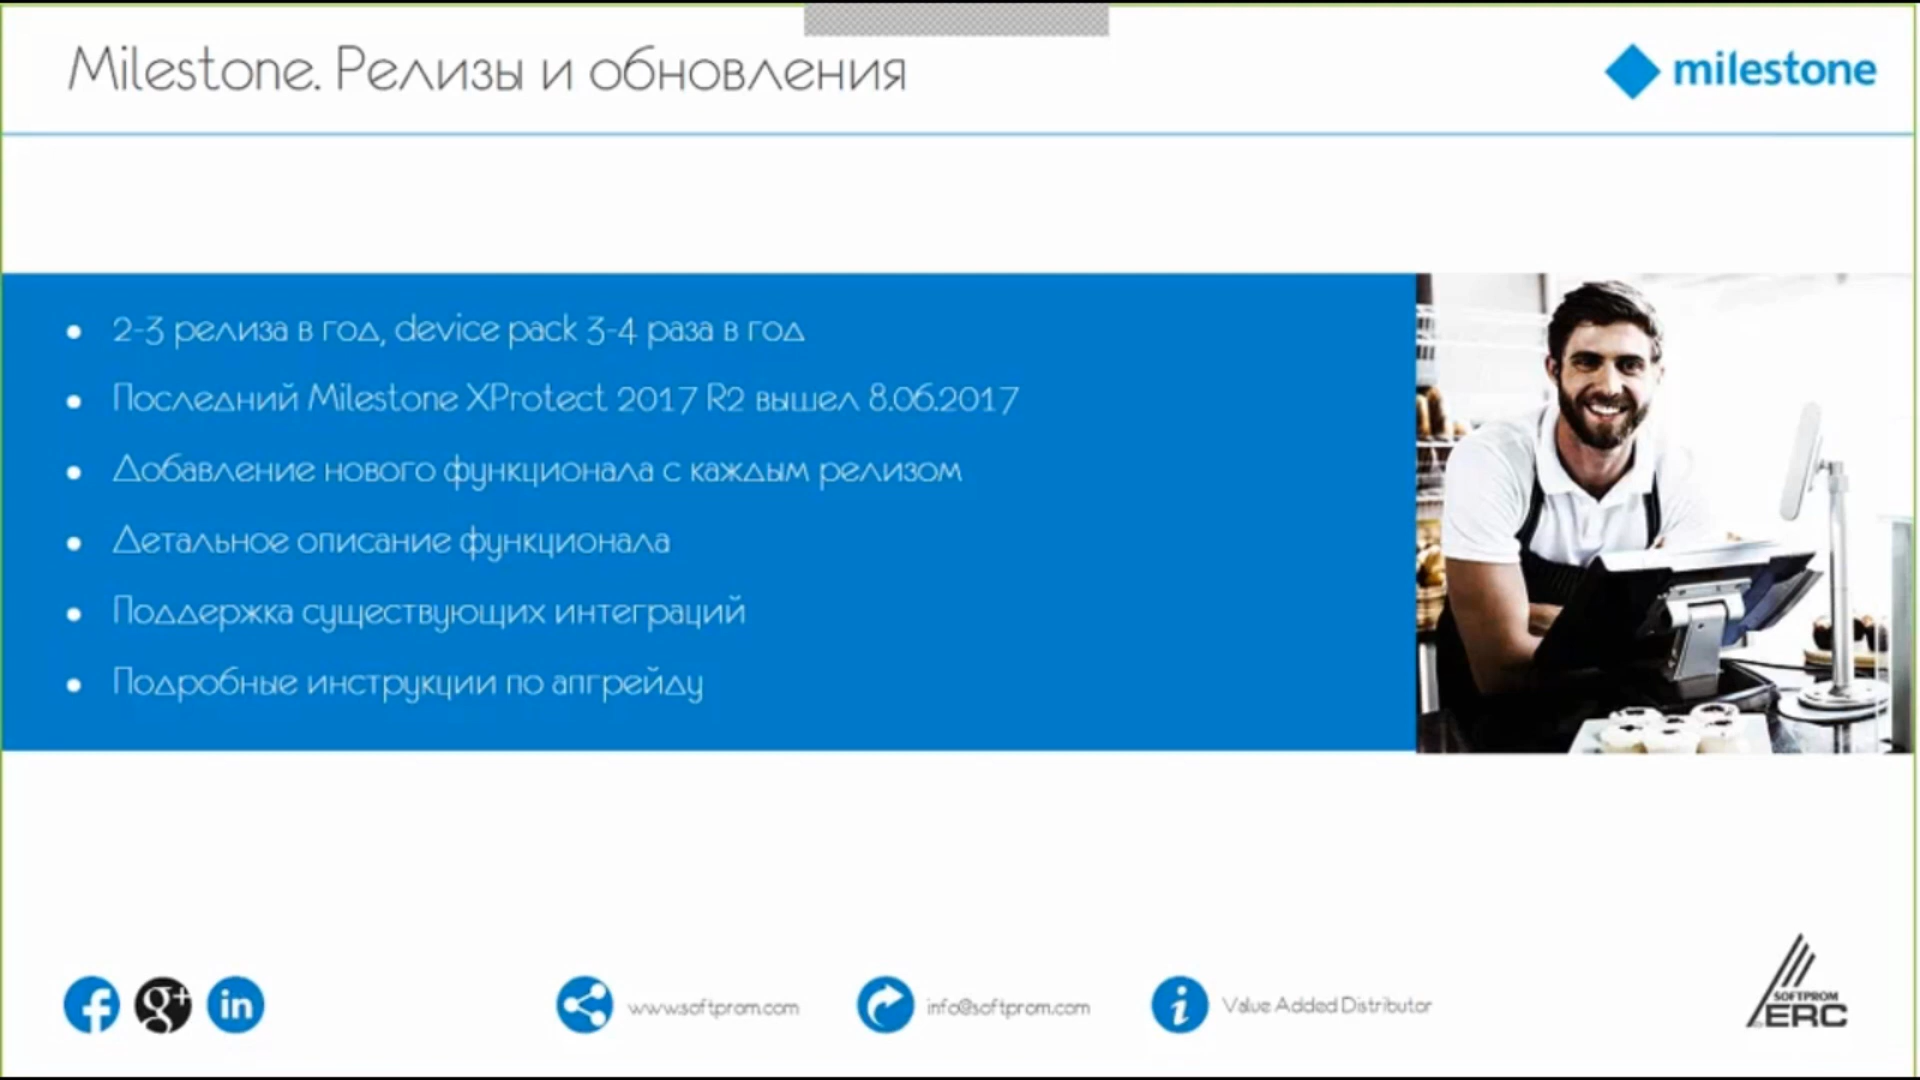 Milestone. Релизы и обновления
milestone
2-3 релиза в год, device pack 3-4 раза в год
Последний Milestone XProtect 2017 R2 вышел 8.06.2017
Добавление нового функционала с каждым релизом
Детальное описание функционала
Поддержка существующих интеграций
Подробные инструкции по апгрейду
f g+ in
www.softprom.com
info@softprom.com
i
Value Added Distributor
SOFTPROM
ERC